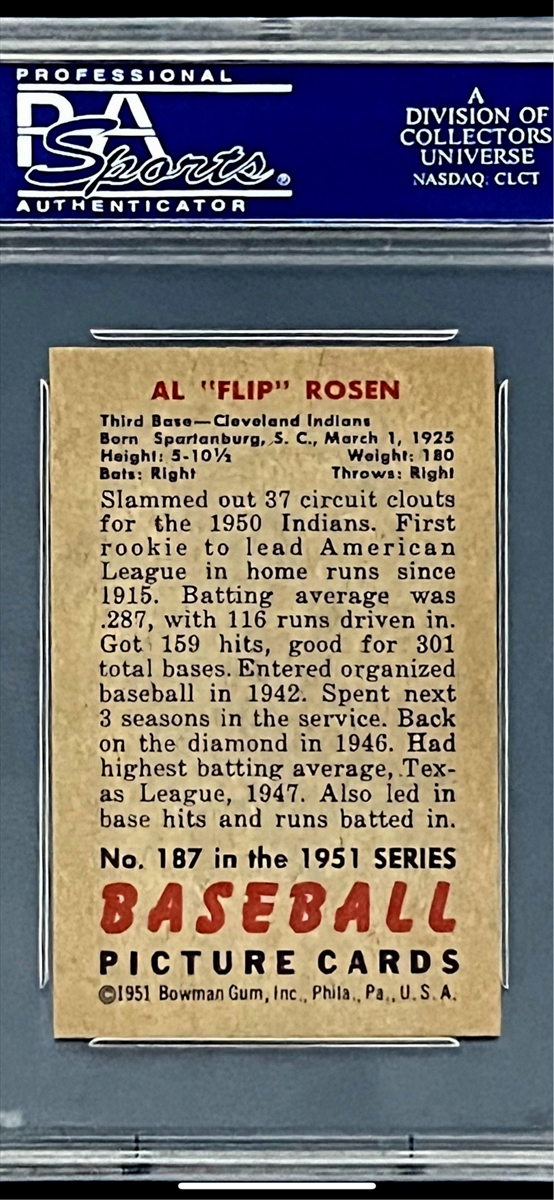 PROFESSIONAL
PSA
Sports
AUTHENTICATOR
A
DIVISION OF
COLLECTORS
UNIVERSE
NASDAQ: CLCT
AL "FLIP" ROSEN
Third Base—Cleveland Indians
Born Spartanburg, S. C., March 1, 1925
Height: 5-10½ Weight: 180
Bats: Right Throws: Right
Slammed out 37 circuit clouts
for the 1950 Indians. First
rookie to lead American
League in home runs since
1915. Batting average was
.287, with 116 runs driven in.
Got 159 hits, good for 301
total bases. Entered organized
baseball in 1942. Spent next
3 seasons in the service. Back
on the diamond in 1946. Had
highest batting average, Tex-
as League, 1947. Also led in
base hits and runs batted in.
No. 187 in the 1951 SERIES
BASEBALL
PICTURE CARDS
©1951 Bowman Gum, Inc., Phila., Pa., U. S. A.